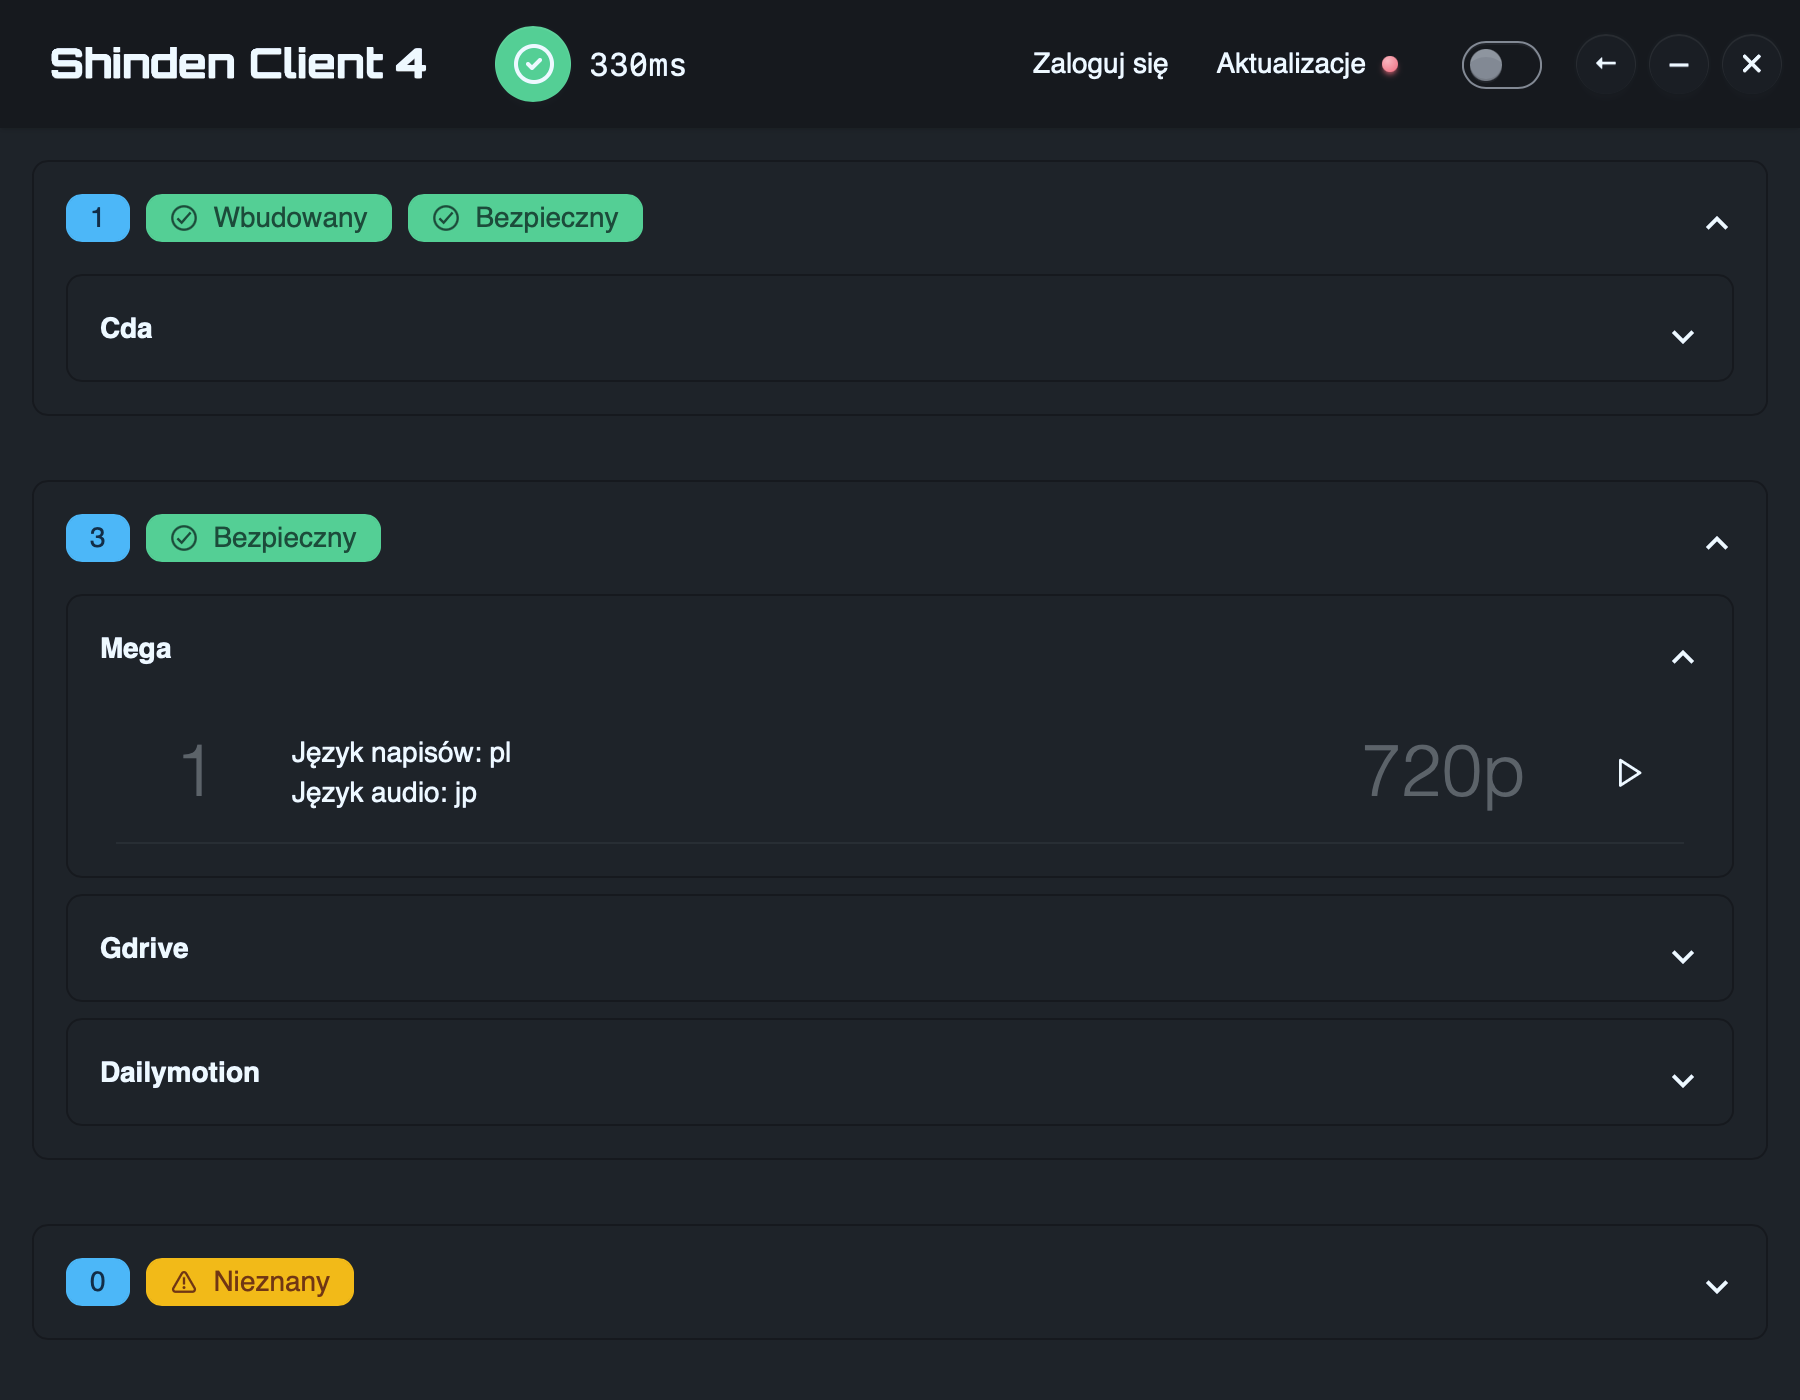 Shinden Client 4
330ms
Zaloguj się
Aktualizacje
1
Wbudowany
Bezpieczny
Cda
3
Bezpieczny
Mega
1
Język napisów: pl
Język audio: jp
720p
Gdrive
Dailymotion
0
Nieznany